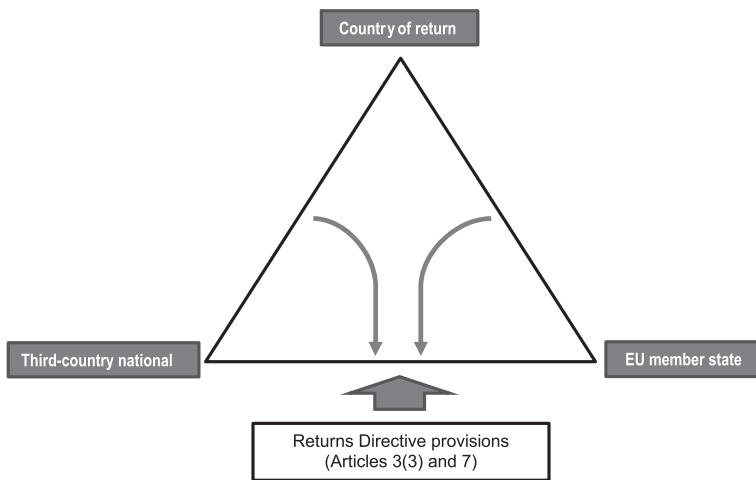 Country of return
Third-country national
EU member state
Returns Directive provisions
(Articles 3(3) and 7)